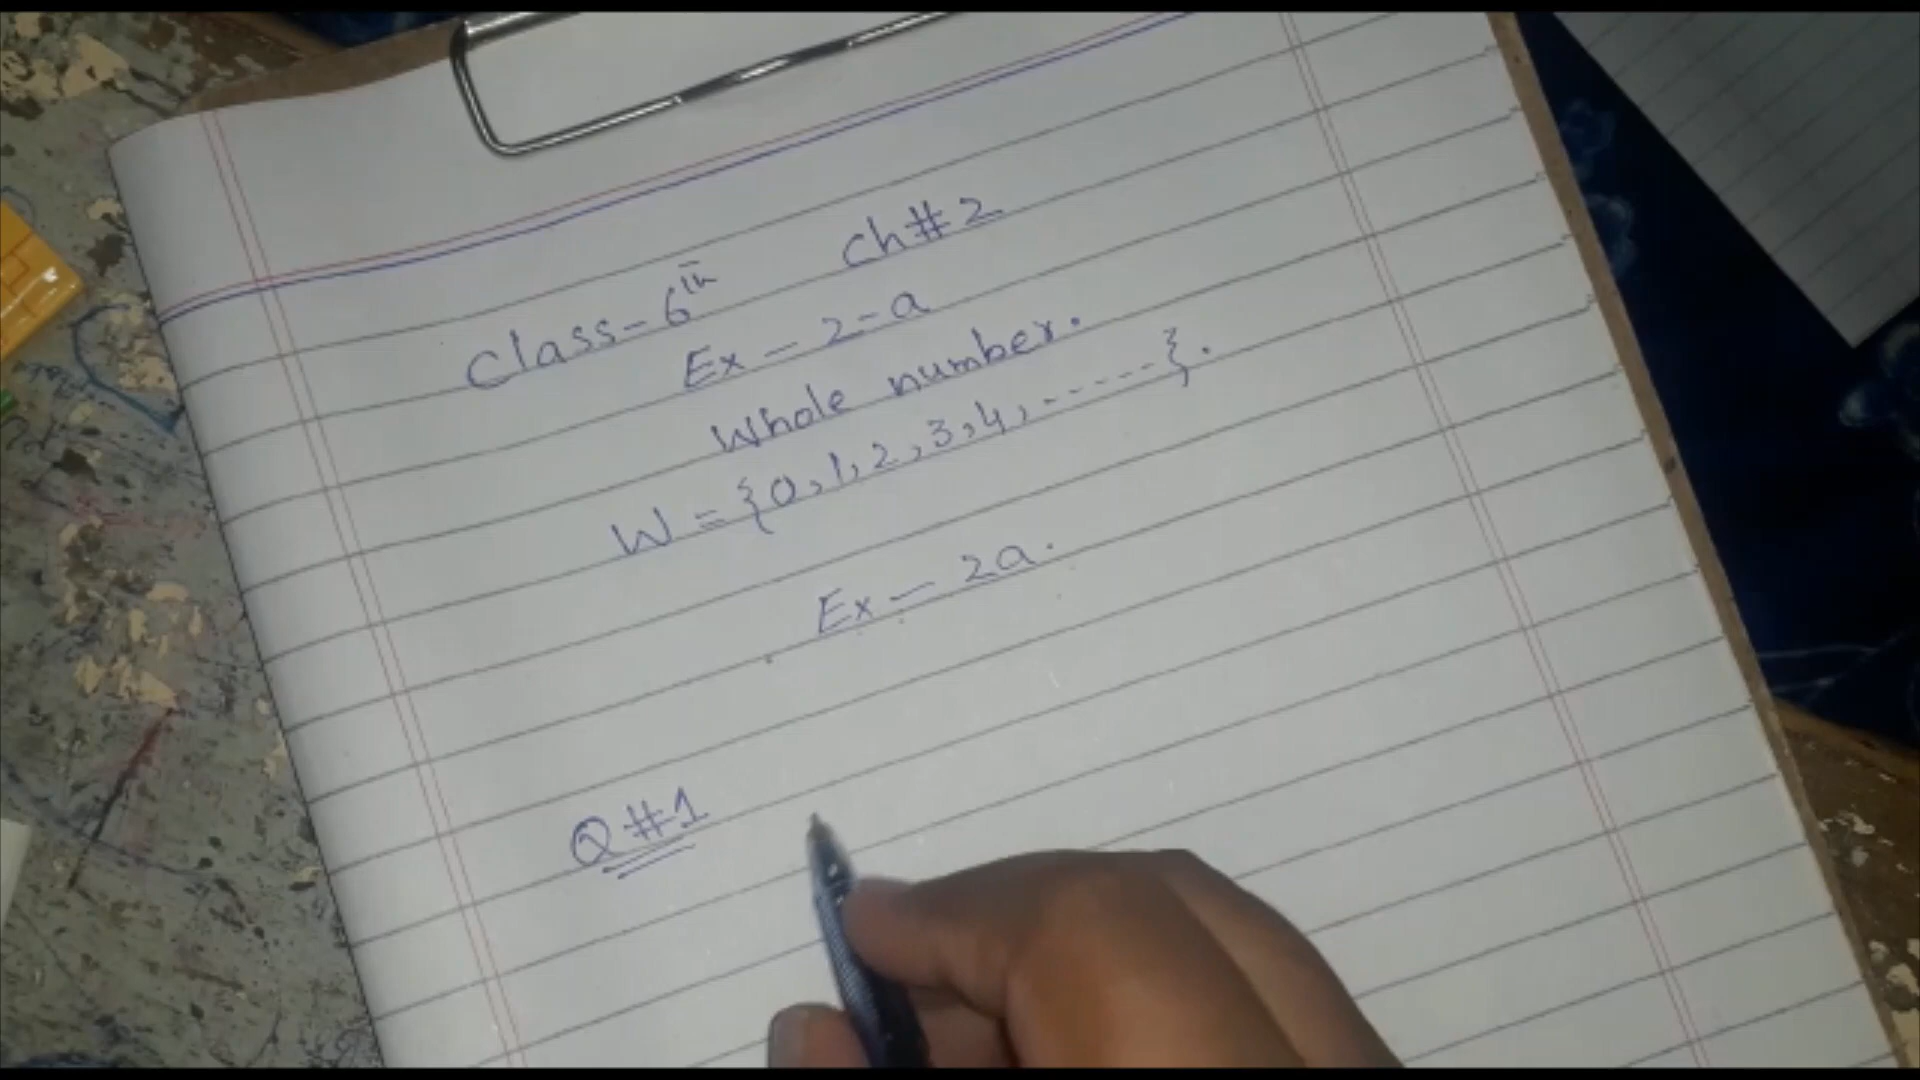 Class-6th Ch#2
Ex-2-a
Whole number.
W={0,1,2,3,4,.....}.
Ex-2a.
Q#1